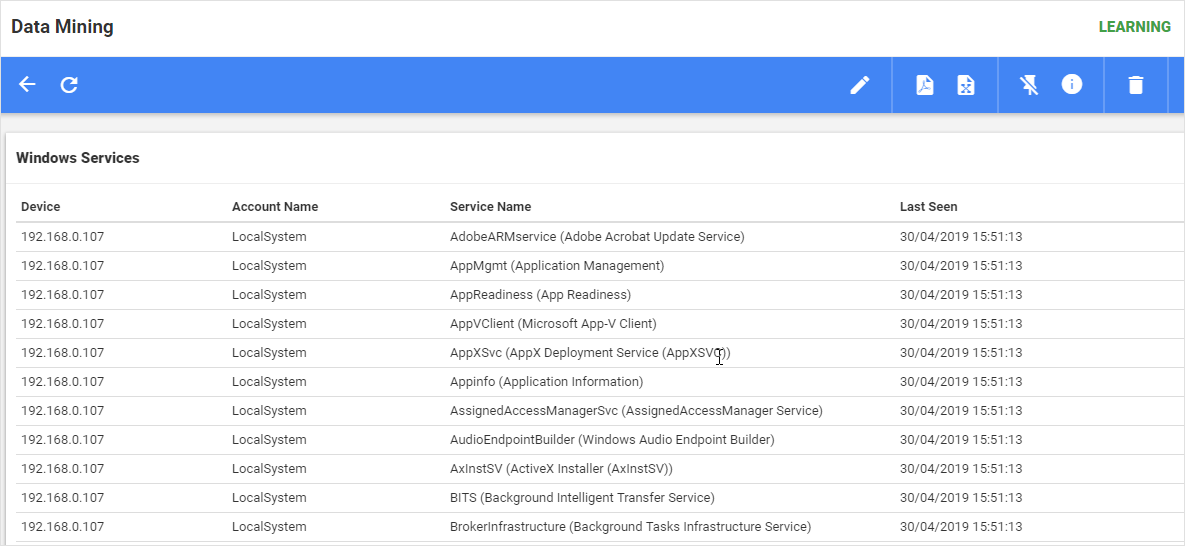 Data Mining LEARNING
Windows Services
Device Account Name Service Name Last Seen
192.168.0.107 LocalSystem AdobeARMservice (Adobe Acrobat Update Service) 30/04/2019 15:51:13
192.168.0.107 LocalSystem AppMgmt (Application Management) 30/04/2019 15:51:13
192.168.0.107 LocalSystem AppReadiness (App Readiness) 30/04/2019 15:51:13
192.168.0.107 LocalSystem AppVClient (Microsoft App-V Client) 30/04/2019 15:51:13
192.168.0.107 LocalSystem AppXSvc (AppX Deployment Service (AppXSVC)) 30/04/2019 15:51:13
192.168.0.107 LocalSystem Appinfo (Application Information) 30/04/2019 15:51:13
192.168.0.107 LocalSystem AssignedAccessManagerSvc (AssignedAccessManager Service) 30/04/2019 15:51:13
192.168.0.107 LocalSystem AudioEndpointBuilder (Windows Audio Endpoint Builder) 30/04/2019 15:51:13
192.168.0.107 LocalSystem AxInstSV (ActiveX Installer (AxInstSV)) 30/04/2019 15:51:13
192.168.0.107 LocalSystem BITS (Background Intelligent Transfer Service) 30/04/2019 15:51:13
192.168.0.107 LocalSystem BrokerInfrastructure (Background Tasks Infrastructure Service) 30/04/2019 15:51:13